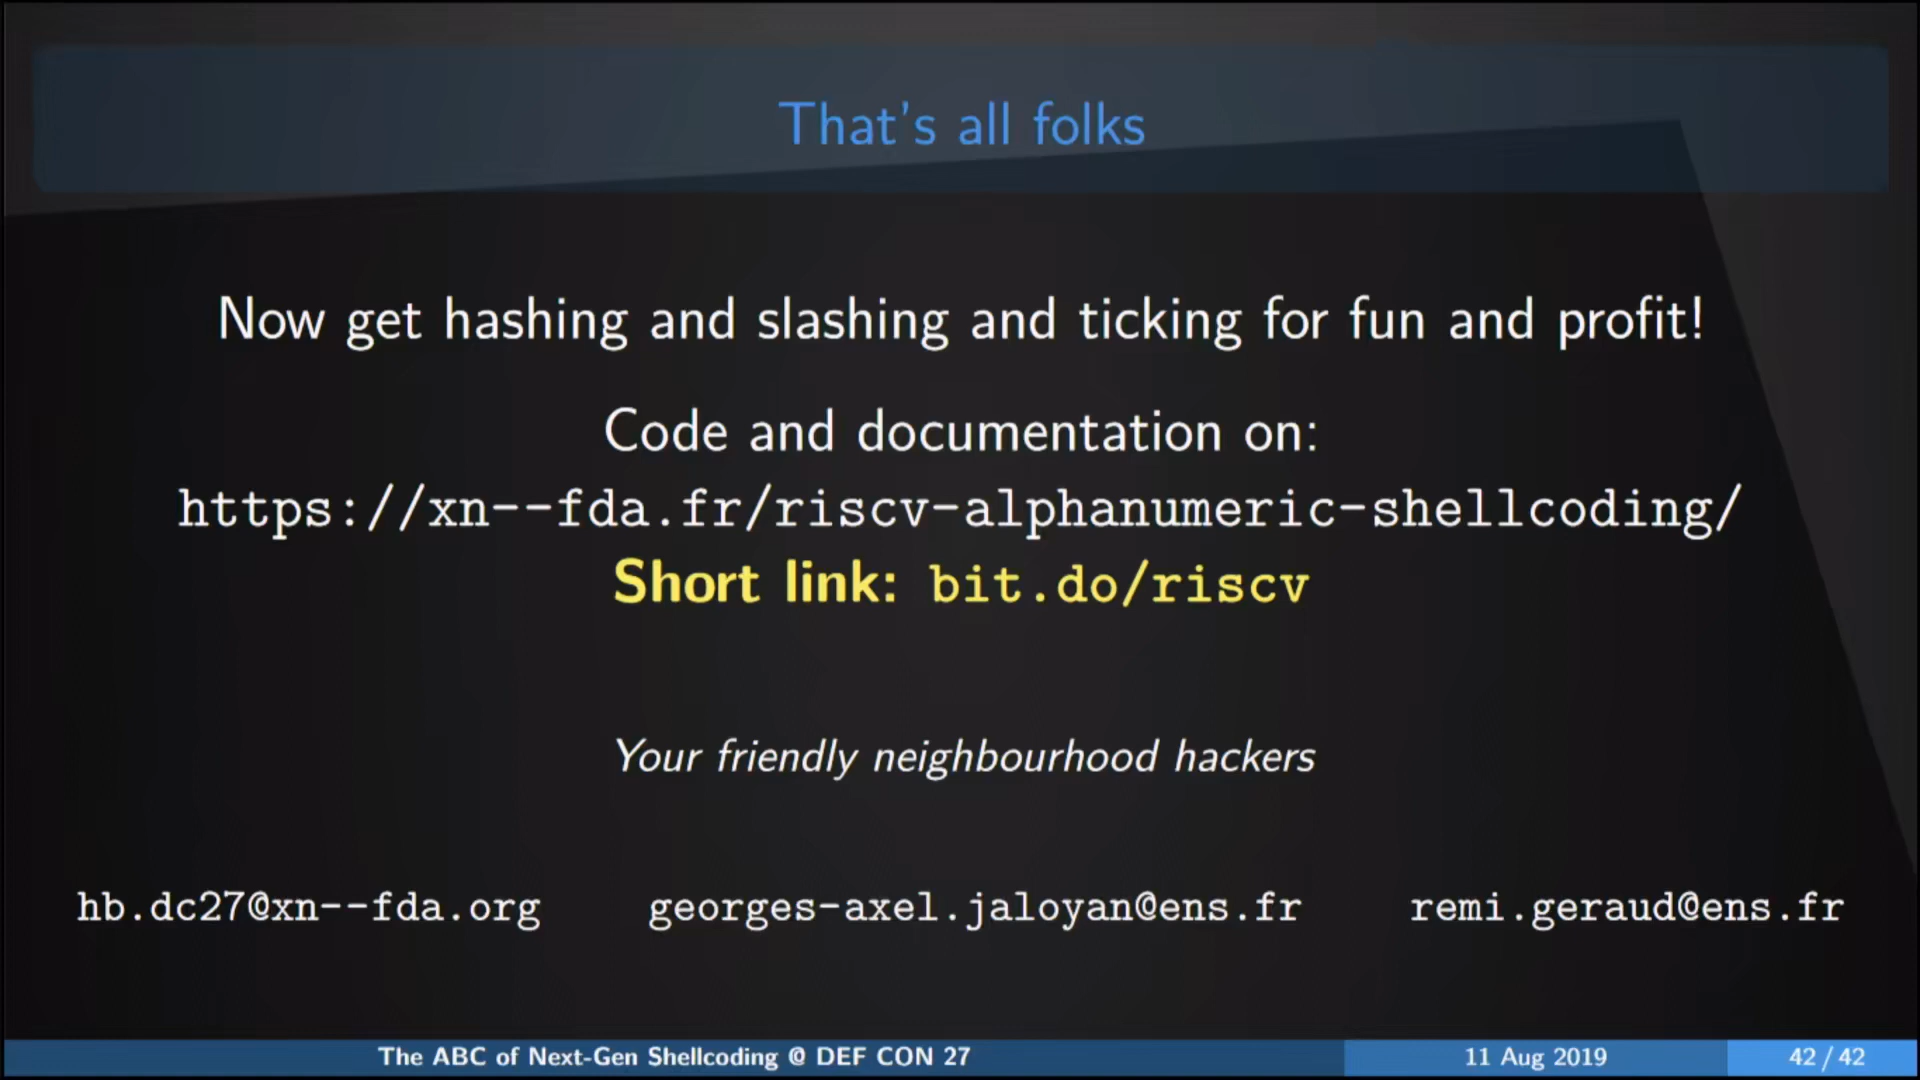 That's all folks
Now get hashing and slashing and ticking for fun and profit!
Code and documentation on:
https://xn--fda.fr/riscv-alphanumeric-shellcoding/
Short link: bit.do/riscv
Your friendly neighbourhood hackers
hb.dc27@xn--fda.org georges-axel.jaloyan@ens.fr remi.geraud@ens.fr
The ABC of Next-Gen Shellcoding @ DEF CON 27 11 Aug 2019 42 / 42